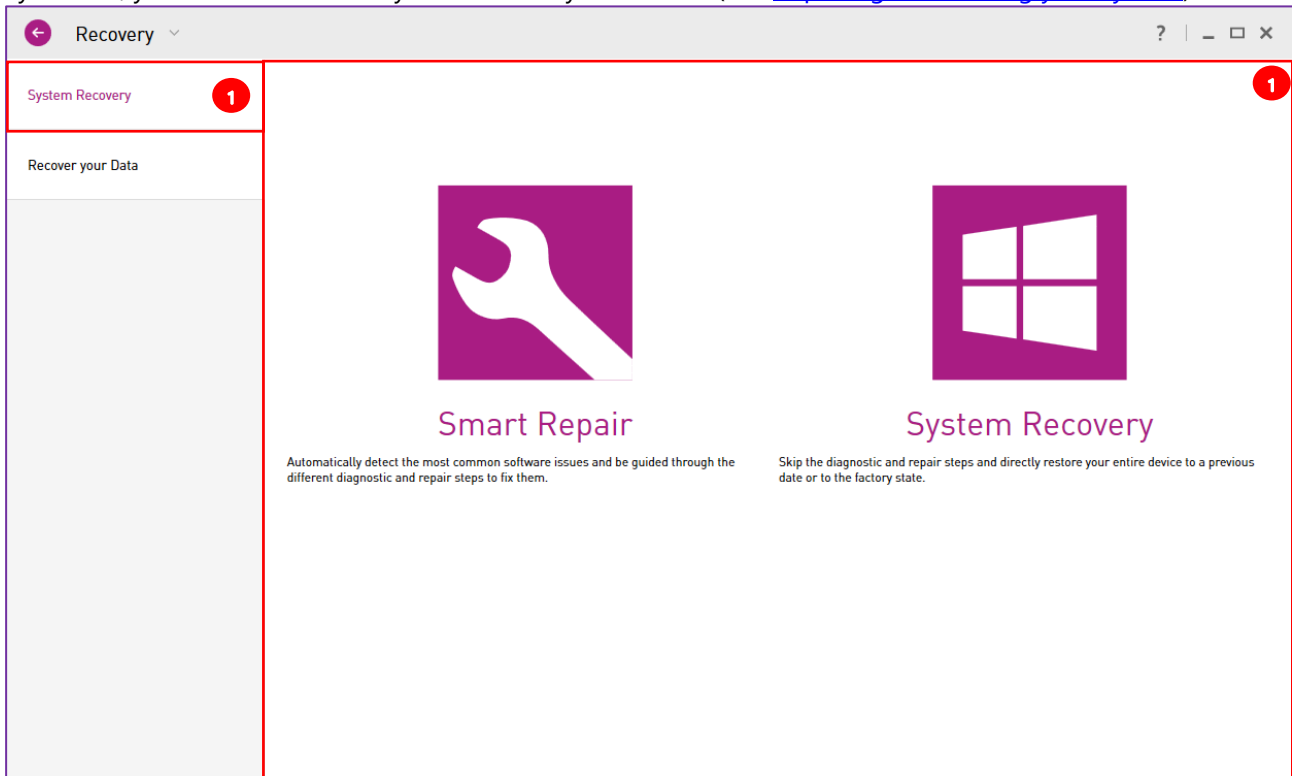 Recovery
?
System Recovery
1
1
Recover your Data
Smart Repair
System Recovery
Automatically detect the most common software issues and be guided through the
different diagnostic and repair steps to fix them.
Skip the diagnostic and repair steps and directly restore your entire device to a previous
date or to the factory state.